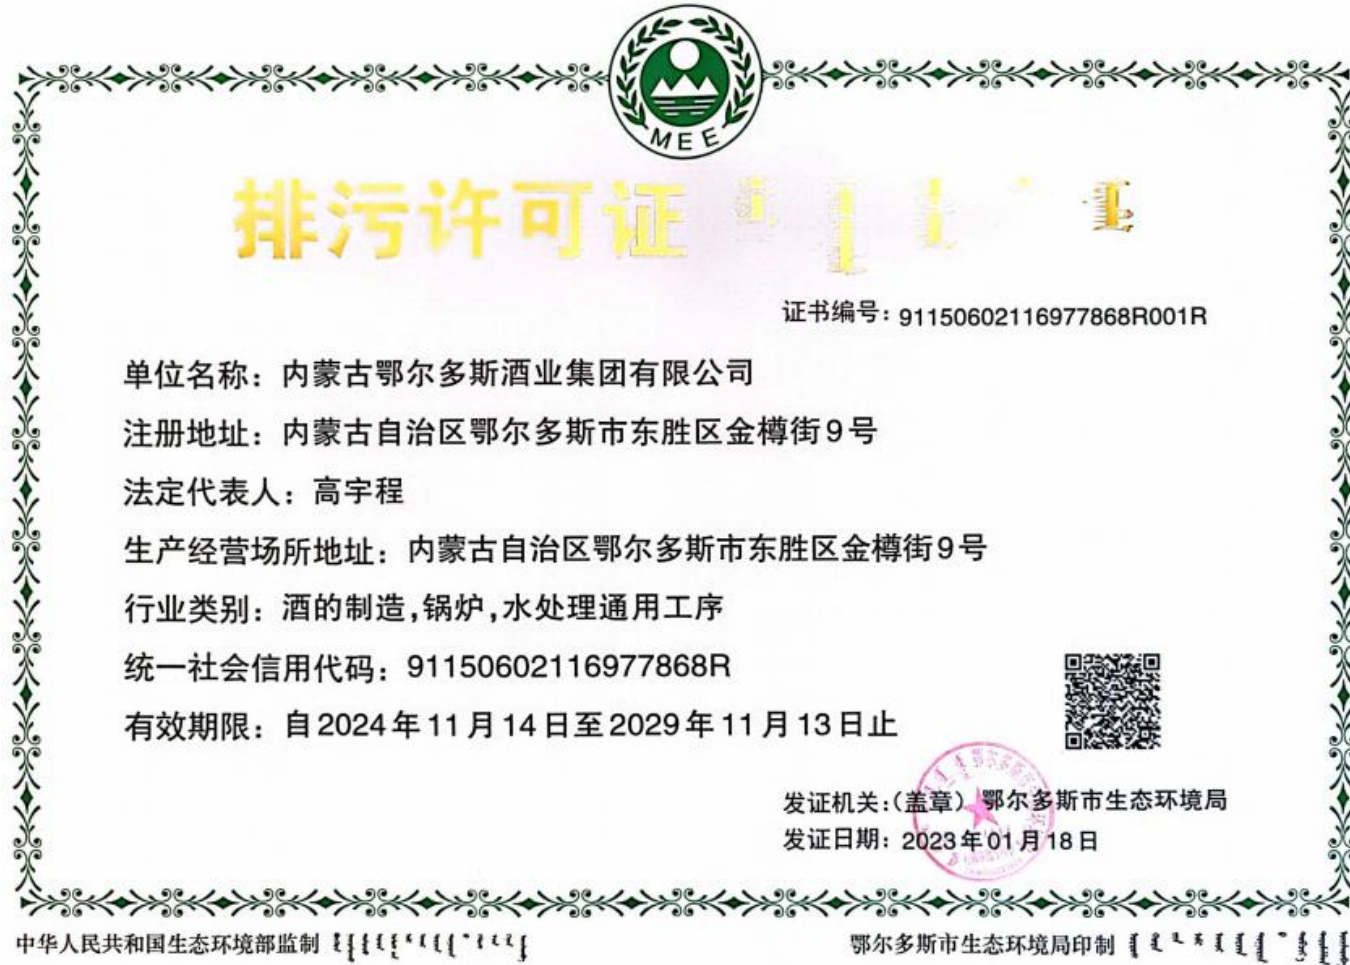 MEE
排污许可证
证书编号：91150602116977868R001R
单位名称：内蒙古鄂尔多斯酒业集团有限公司
注册地址：内蒙古自治区鄂尔多斯市东胜区金樽街9号
法定代表人：高宇程
生产经营场所地址：内蒙古自治区鄂尔多斯市东胜区金樽街9号
行业类别：酒的制造,锅炉,水处理通用工序
统一社会信用代码：91150602116977868R
有效期限：自2024年11月14日至2029年11月13日止
发证机关：（盖章）鄂尔多斯市生态环境局
发证日期：2023年01月18日
中华人民共和国生态环境部监制
鄂尔多斯市生态环境局印制